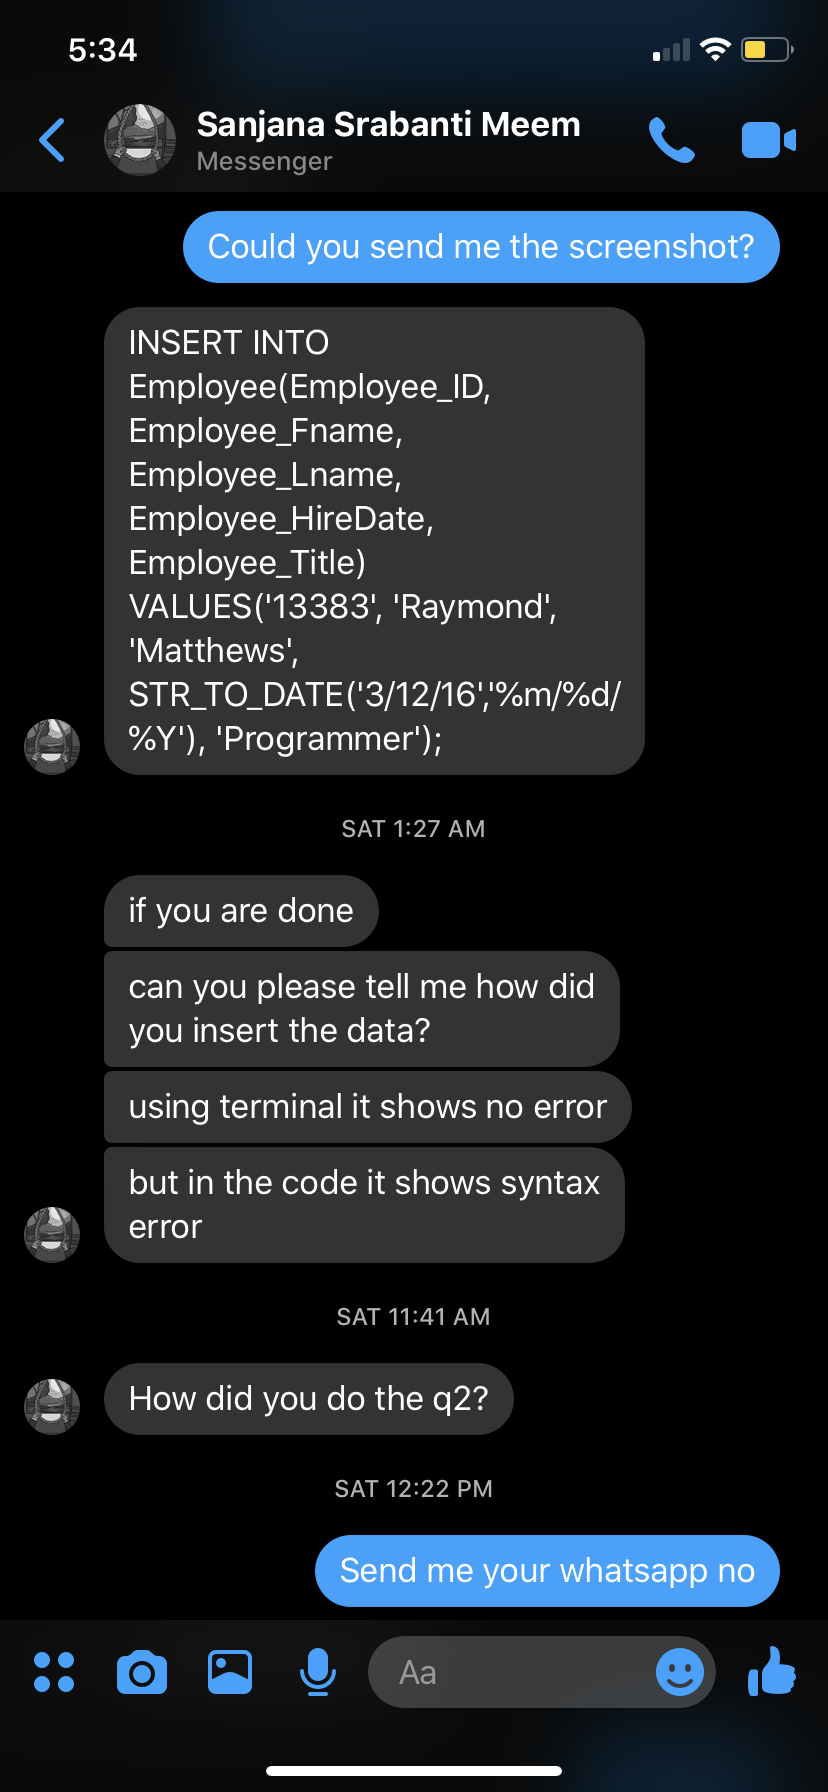 5:34
Sanjana Srabanti Meem
Messenger
Could you send me the screenshot?
INSERT INTO
Employee(Employee_ID,
Employee_Fname,
Employee_Lname,
Employee_HireDate,
Employee_Title)
VALUES('13383', 'Raymond',
'Matthews',
STR_TO_DATE('3/12/16','%m/%d/
%Y'), 'Programmer');
SAT 1:27 AM
if you are done
can you please tell me how did
you insert the data?
using terminal it shows no error
but in the code it shows syntax
error
SAT 11:41 AM
How did you do the q2?
SAT 12:22 PM
Send me your whatsapp no
Aa